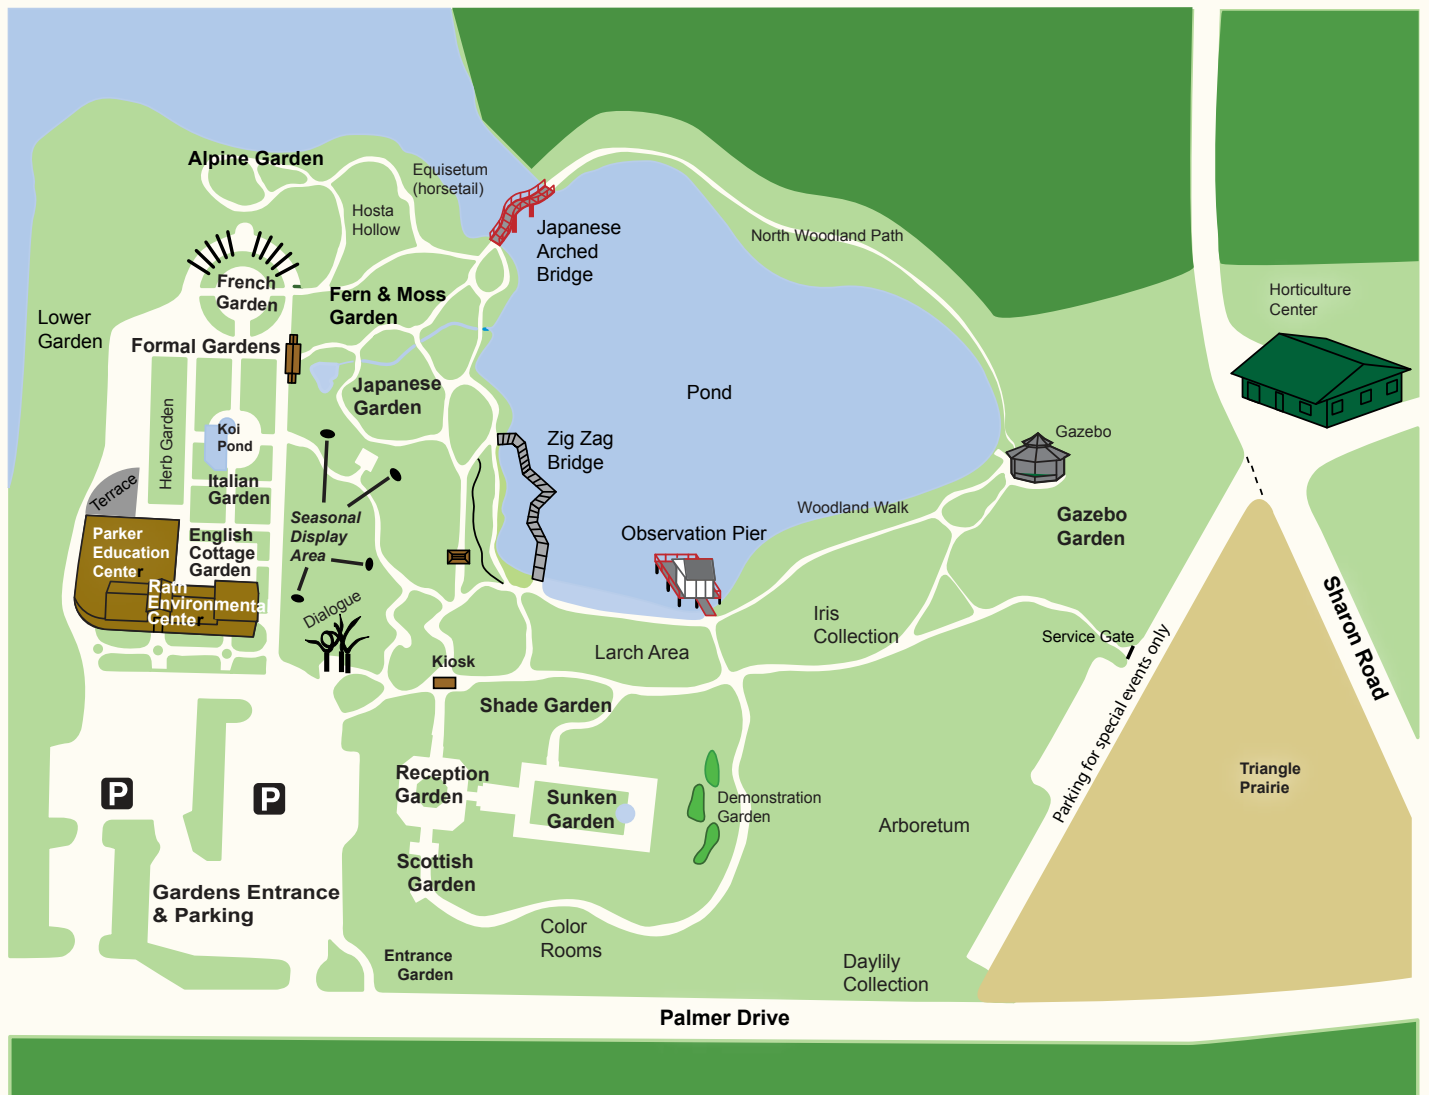 Alpine Garden
Equisetum
(horsetail)
Hosta
Hollow
Japanese
Arched
Bridge
North Woodland Path
French
Garden
Fern & Moss
Garden
Lower
Garden
Formal Gardens
Horticulture
Center
Japanese
Garden
Pond
Herb Garden
Koi
Pond
Zig Zag
Bridge
Gazebo
Terrace
Italian
Garden
Seasonal
Display
Area
Woodland Walk
Gazebo
Garden
Observation Pier
Parker
Education
Center
English
Cottage
Garden
Rath
Environmental
Center
Dialogue
Iris
Collection
Service Gate
Sharon Road
Larch Area
Kiosk
Shade Garden
Parking for special events only
Triangle
Prairie
P
P
Reception
Garden
Sunken
Garden
Demonstration
Garden
Arboretum
Scottish
Garden
Gardens Entrance
& Parking
Color
Rooms
Entrance
Garden
Daylily
Collection
Palmer Drive